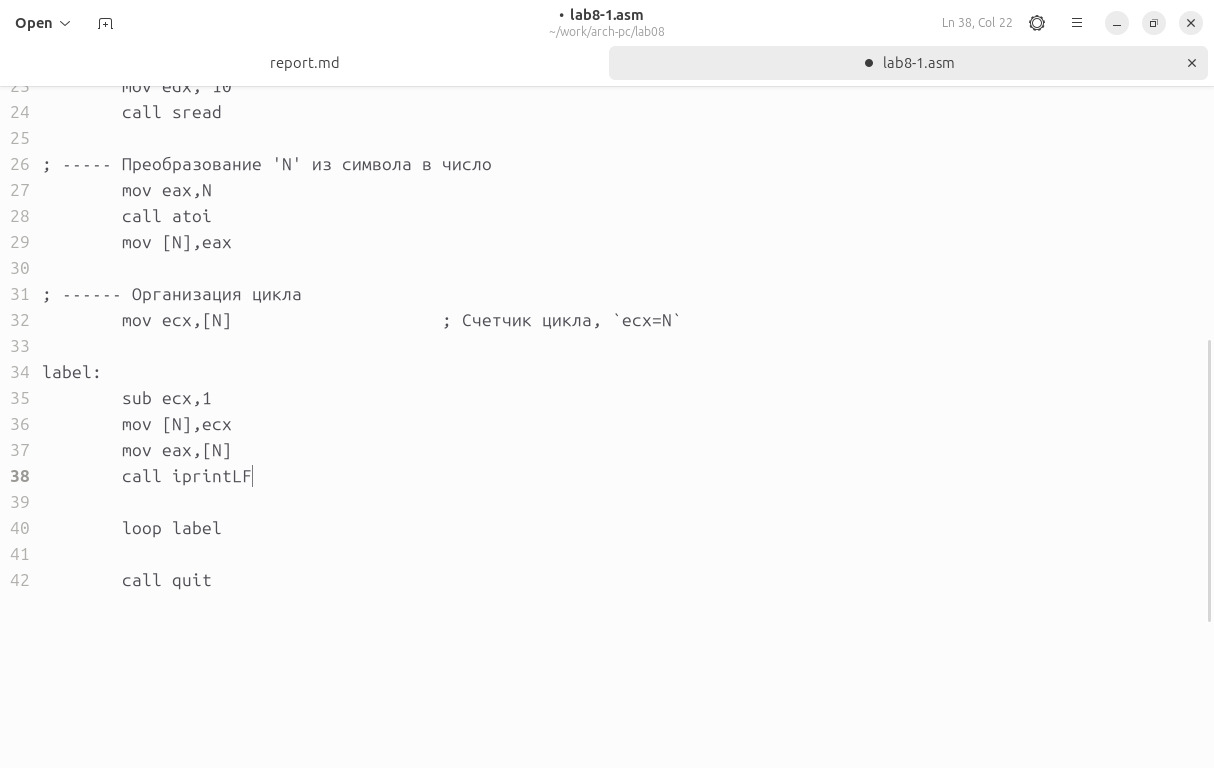 Open
• lab8-1.asm
~/work/arch-pc/lab08
Ln 38, Col 22
report.md
lab8-1.asm
23 mov edx, 10
24 call sread
25
26 ; ----- Преобразование 'N' из символа в число
27 mov eax,N
28 call atoi
29 mov [N],eax
30
31 ; ------ Организация цикла
32 mov ecx,[N] ; Счетчик цикла, `ecx=N`
33
34 label:
35 sub ecx,1
36 mov [N],ecx
37 mov eax,[N]
38 call iprintLF
39
40 loop label
41
42 call quit